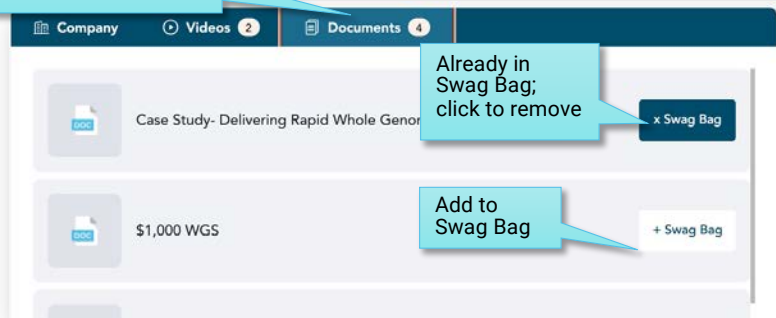 Company Videos 2 Documents 4
Already in
Swag Bag;
click to remove
DOC
Case Study- Delivering Rapid Whole
x Swag Bag
Add to
Swag Bag
DOC
$1,000 WGS
+ Swag Bag